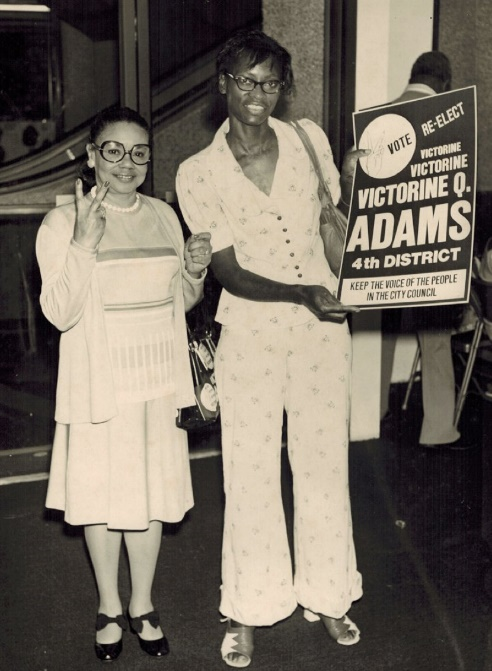 VOTE
RE-ELECT
VICTORINE
VICTORINE
VICTORINE Q.
ADAMS
4th DISTRICT
KEEP THE VOICE OF THE PEOPLE
IN THE CITY COUNCIL